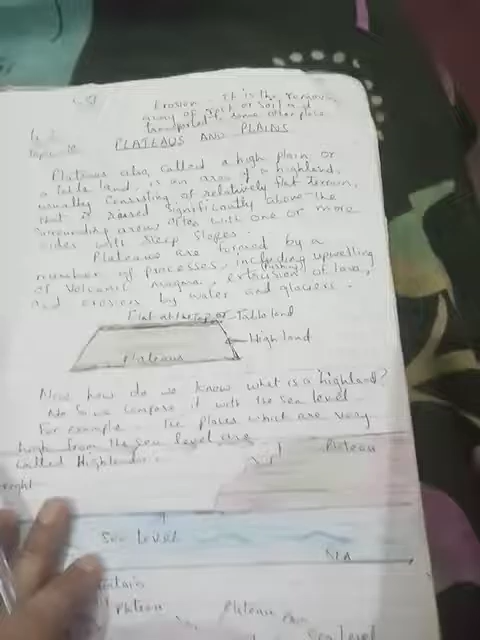 Erosion - It is the removing
away of rock or soil and
transported to some other place
PLATEAUS AND PLAINS
Plateaus also called a high plain or
a table land, is an area of a highland,
usually consisting of relatively flat terrain,
that is raised significantly above the
surrounding area, often with one or more
sides with steep slopes.
Plateaus are formed by a
number of processes, including upwelling
of volcanic magma, extrusion of lava,
(Pushing)
and erosion by water and glaciers.
Flat at the top or Table land
High land
Plateaus
Now how do we know what is a highland?
No. So we compare it with the sea level
For example - The places which are very
high from the sea level are
called Highlands.
Plateau
Sea Level
Plateau
Plateau
Sea Level